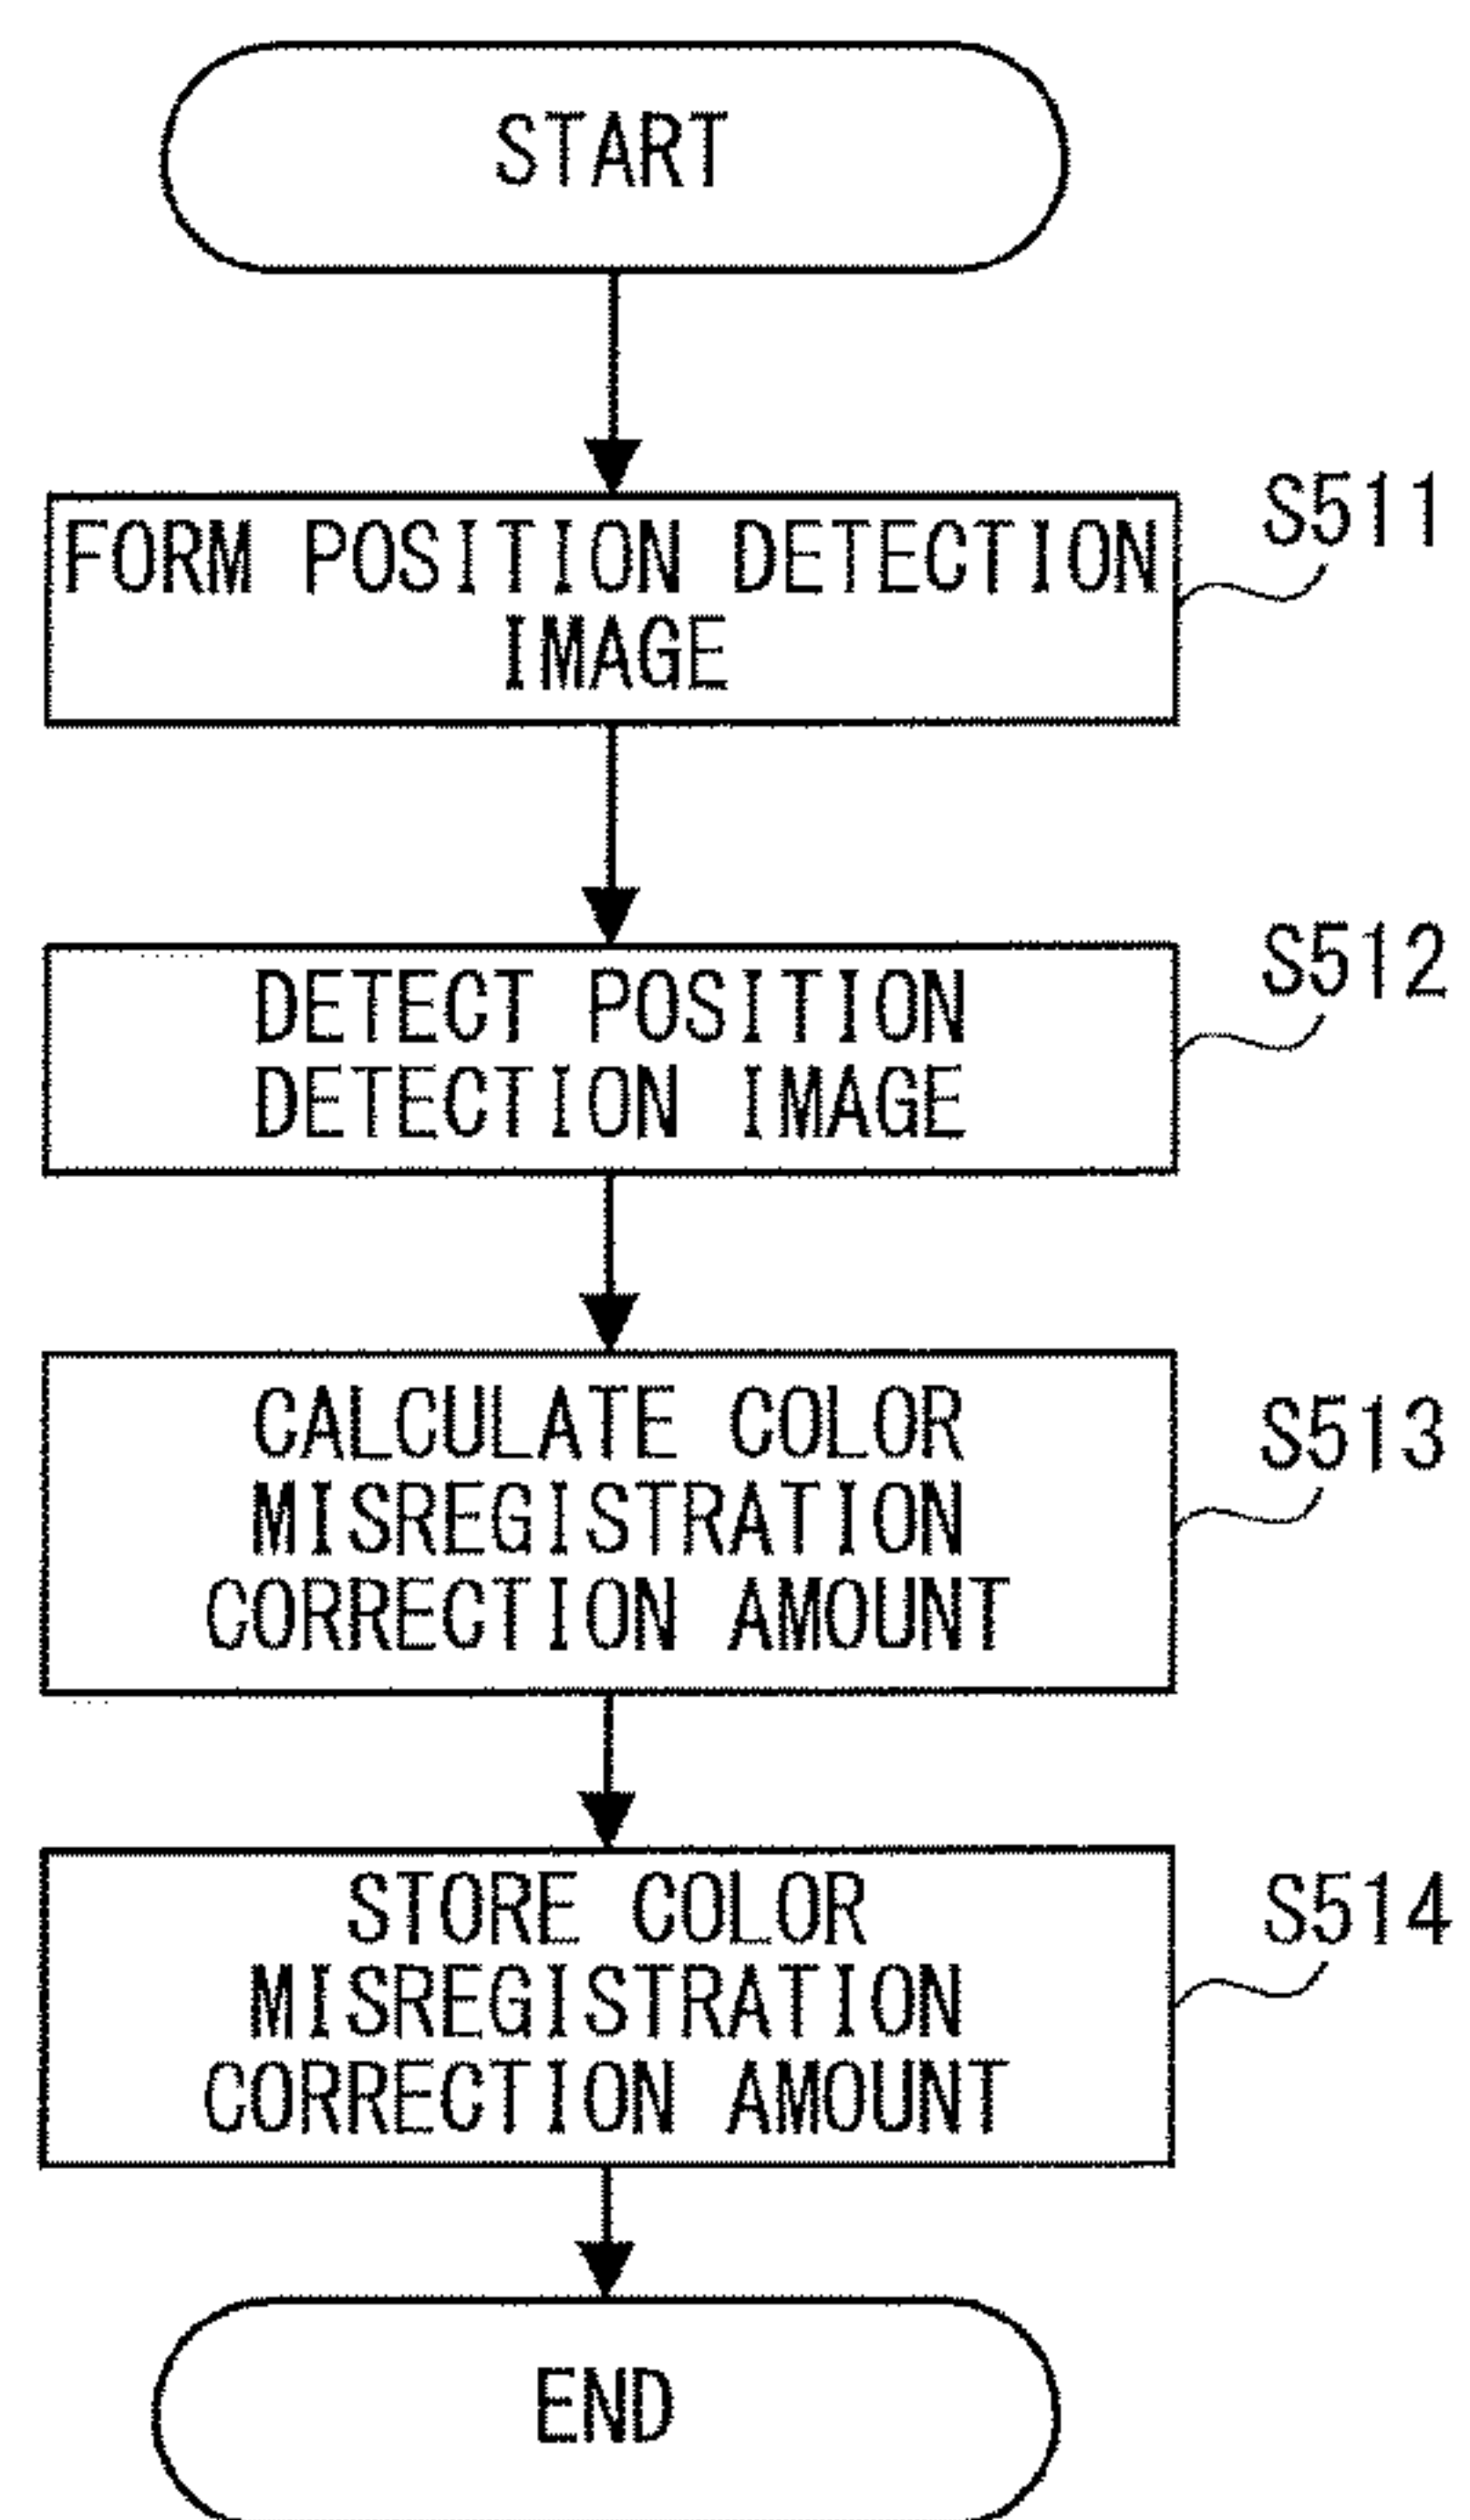 START
FORM POSITION DETECTION
IMAGE
S511
DETECT POSITION
DETECTION IMAGE
S512
CALCULATE COLOR
MISREGISTRATION
CORRECTION AMOUNT
S513
STORE COLOR
MISREGISTRATION
CORRECTION AMOUNT
S514
END